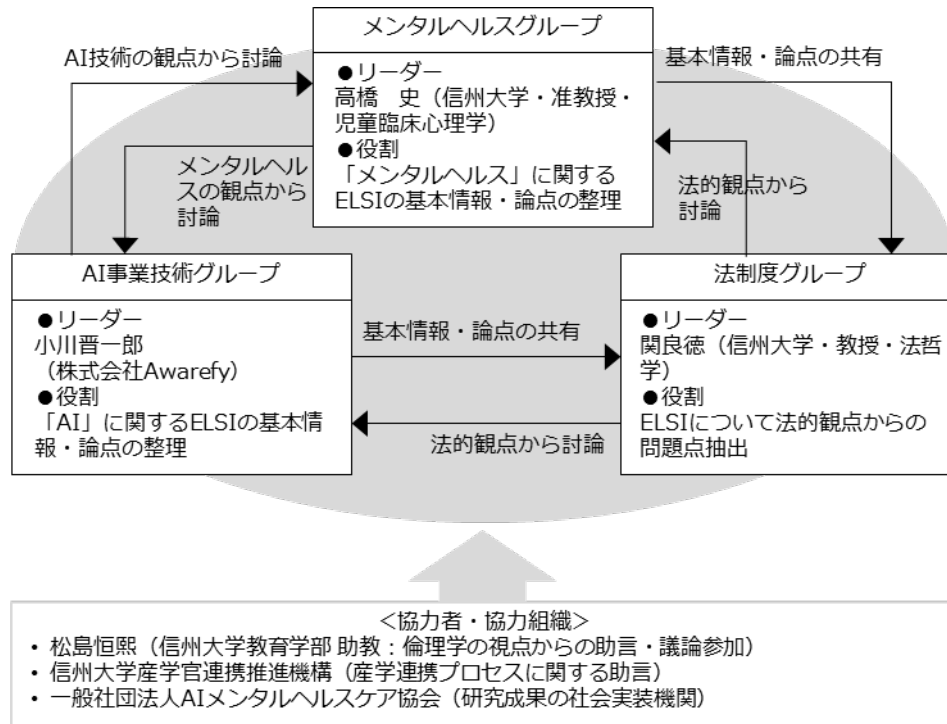 メンタルヘルスグループ
●リーダー
高橋　史（信州大学・准教授・
児童臨床心理学）
●役割
「メンタルヘルス」に関する
ELSIの基本情報・論点の整理
AI技術の観点から討論
基本情報・論点の共有
メンタルヘル
スの観点から
討論
法的観点から
討論
AI事業技術グループ
●リーダー
小川晋一郎
（株式会社Awarefy）
●役割
「AI」に関するELSIの基本情
報・論点の整理
基本情報・論点の共有
法的観点から討論
法制度グループ
●リーダー
関良徳（信州大学・教授・法哲
学）
●役割
ELSIについて法的観点からの
問題点抽出
＜協力者・協力組織＞
• 松島恒熙（信州大学教育学部 助教：倫理学の視点からの助言・議論参加）
• 信州大学産学官連携推進機構（産学連携プロセスに関する助言）
• 一般社団法人AIメンタルヘルスケア協会（研究成果の社会実装機関）